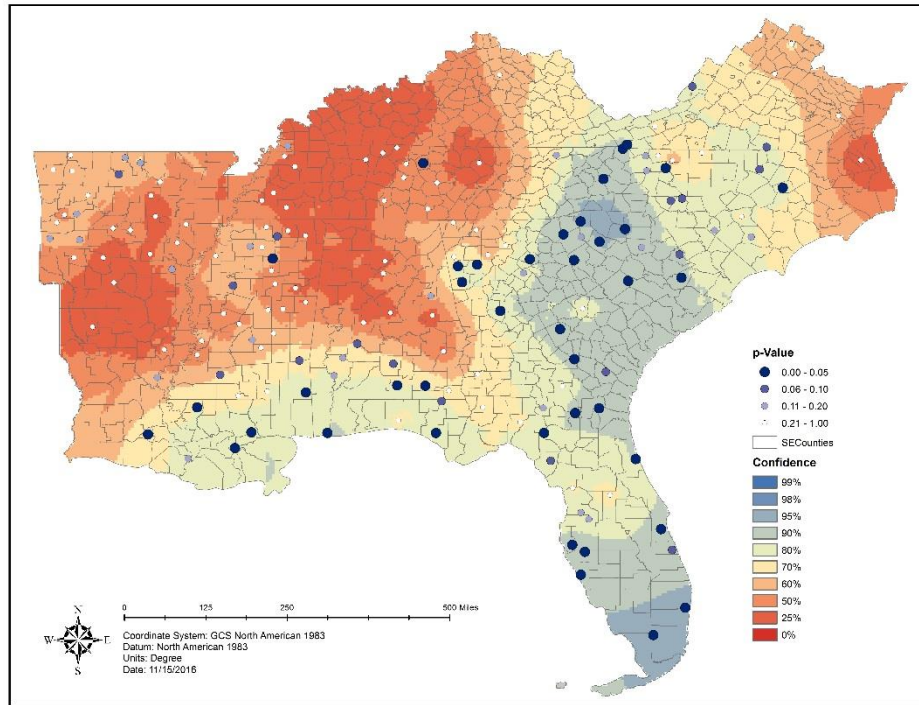 p-Value
0.00 - 0.05
0.06 - 0.10
0.11 - 0.20
0.21 - 1.00
SECounties
Confidence
99%
98%
95%
90%
80%
70%
60%
50%
25%
0%
N
W E
S
0 125 250 500 Miles
Coordinate System: GCS North American 1983
Datum: North American 1983
Units: Degree
Date: 11/15/2016